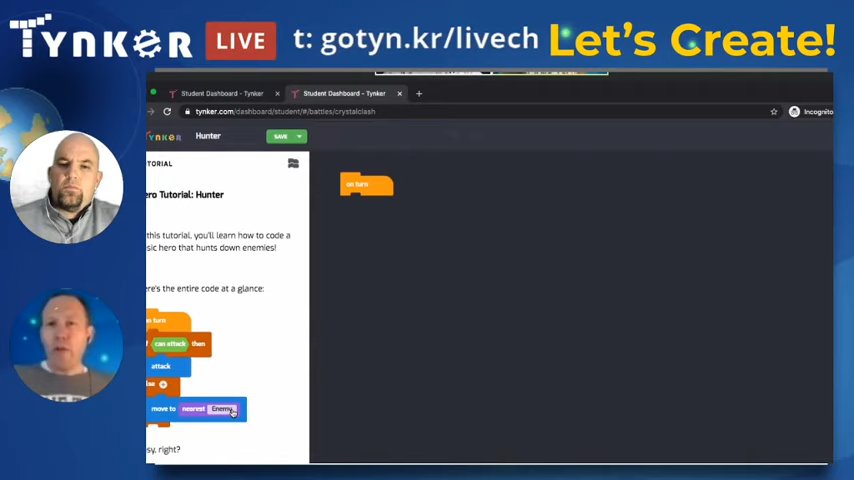 TYNKER LIVE t: gotyn.kr/livech Let's Create!
Student Dashboard - Tynker × Student Dashboard - Tynker × +
tynker.com/dashboard/student/#/battles/crystalclash Incognito
YNKER Hunter SAVE
TORIAL
ero Tutorial: Hunter
on turn
this tutorial, you'll learn how to code a
sic hero that hunts down enemies!
ere's the entire code at a glance:
on turn
f can attack then
attack
lse
move to nearest Enemy
sy, right?